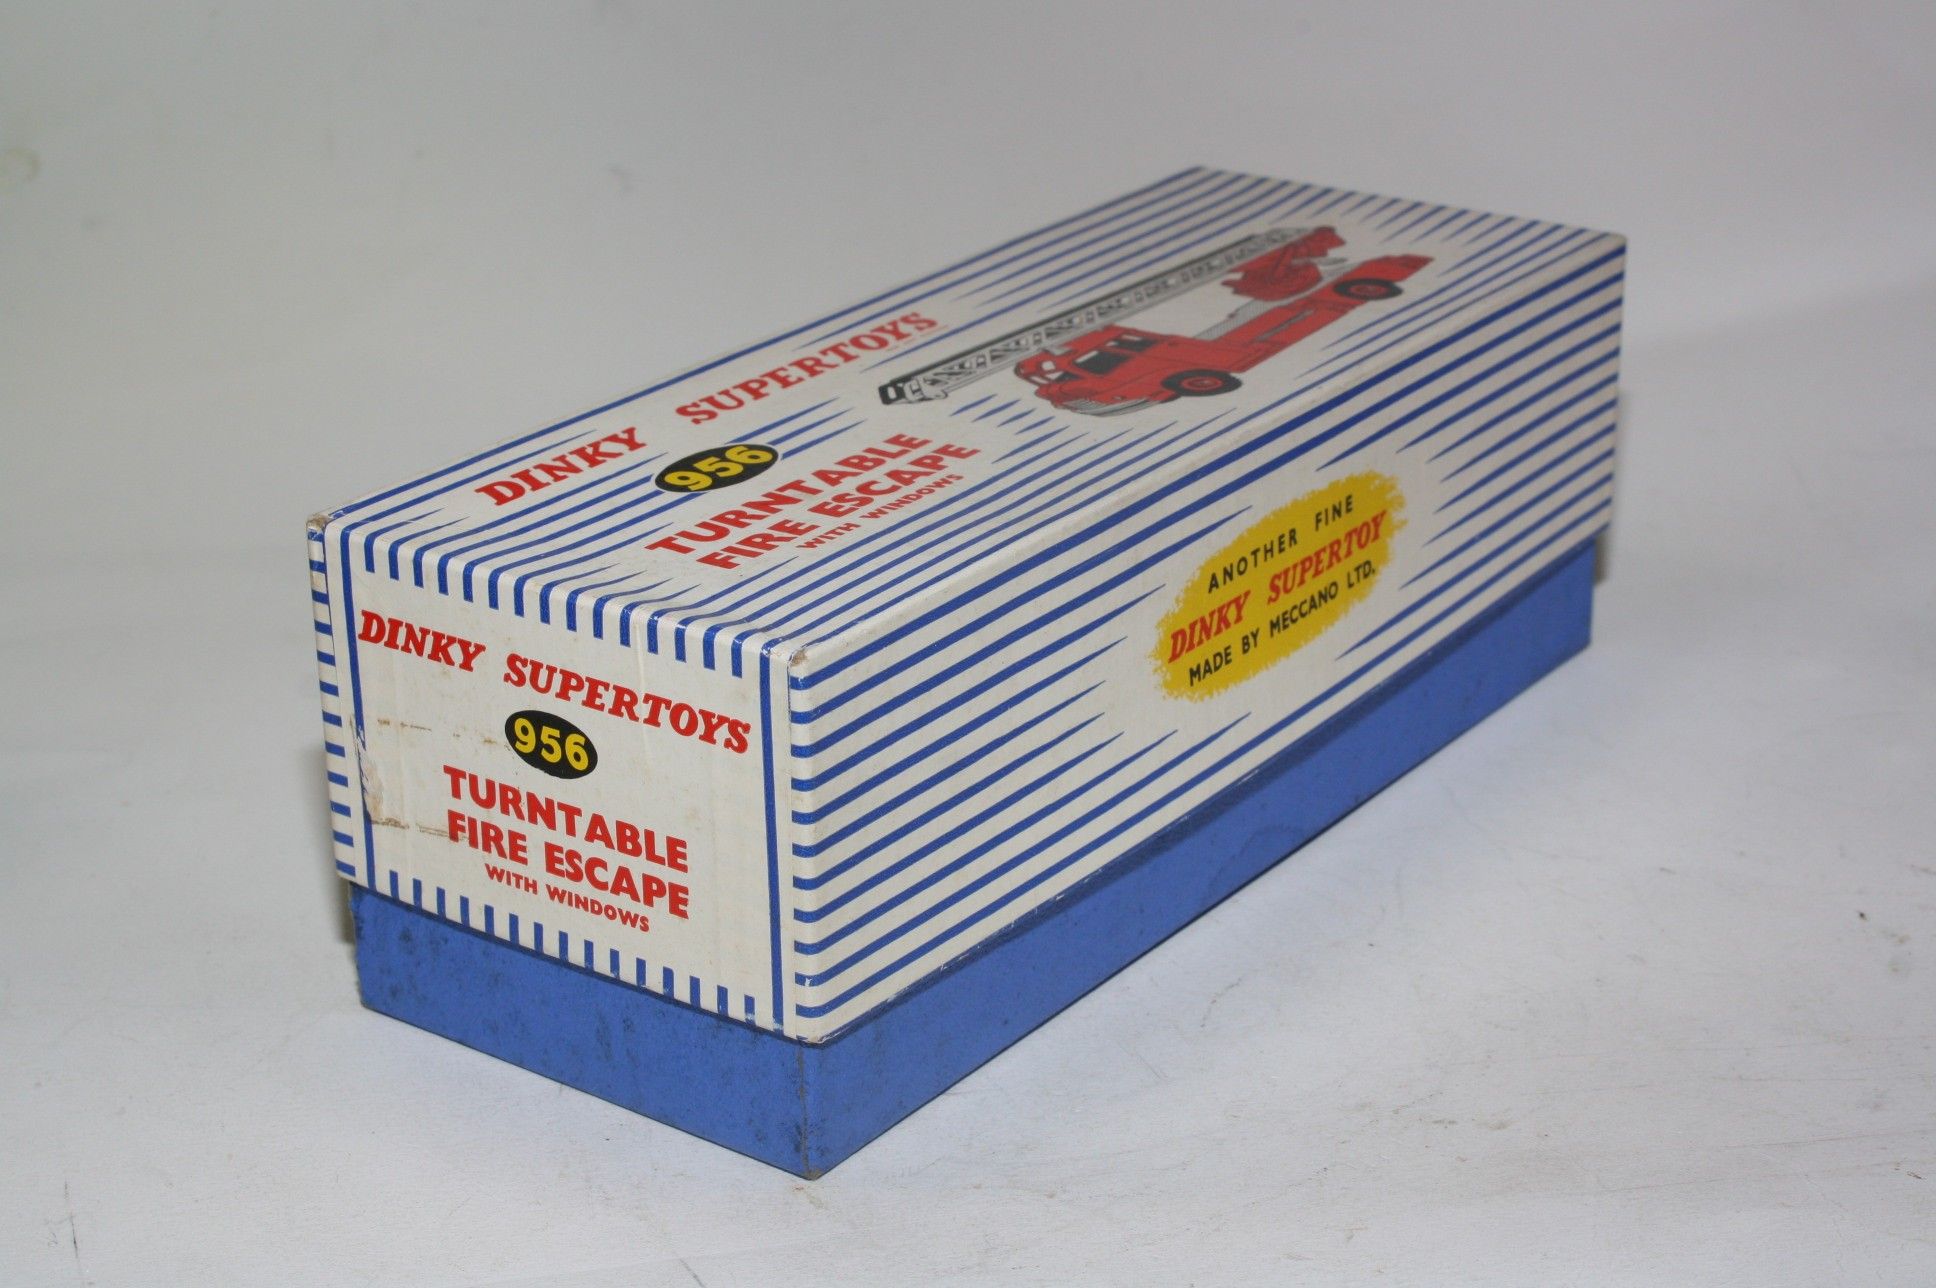 DINKY SUPERTOYS
956
TURNTABLE
FIRE ESCAPE
WITH WINDOWS
DINKY SUPERTOYS
956
TURNTABLE
FIRE ESCAPE
WITH WINDOWS
ANOTHER FINE
DINKY SUPERTOY
MADE BY MECCANO LTD.